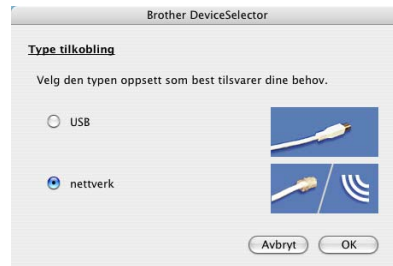 Brother DeviceSelector
Type tilkobling
Velg den typen oppsett som best tilsvarer dine behov.
USB
nettverk
Avbryt OK